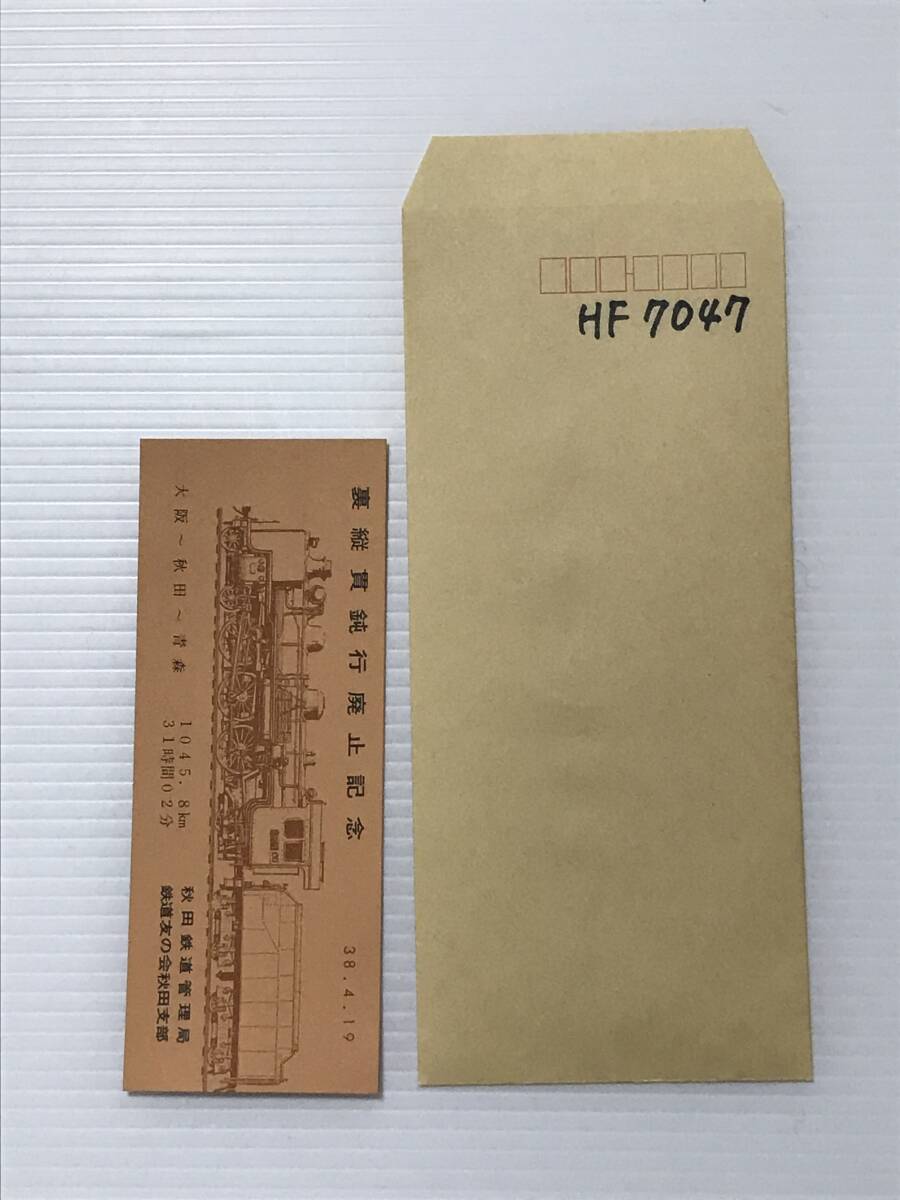 裏縦貫鈍行廃止記念
38.4.19
大阪～秋田～青森
1045.8km
31時間02分
秋田鉄道管理局
鉄道友の会秋田支部
HF 7047